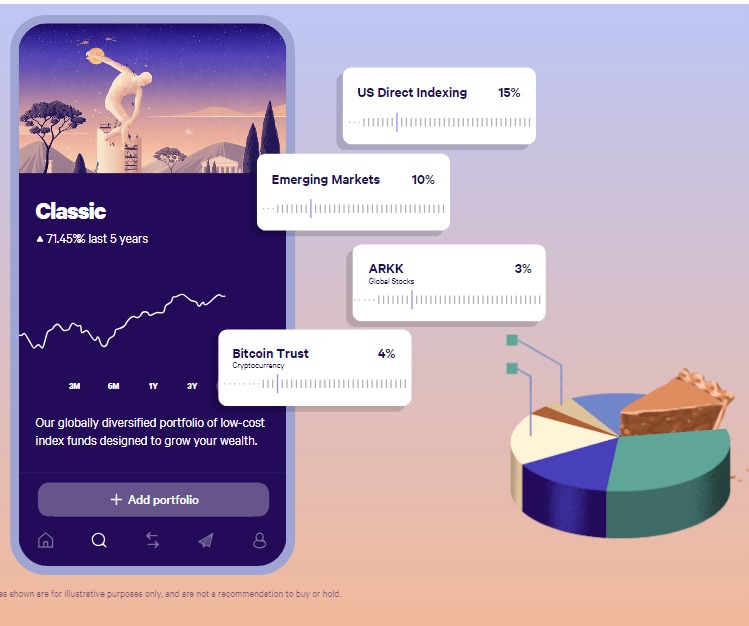 US Direct Indexing 15%
Emerging Markets 10%
Classic
71.45% last 5 years
ARKK 3%
Global Stocks
Bitcoin Trust 4%
Cryptocurrency
3M 6M 1Y 3Y
Our globally diversified portfolio of low-cost
index funds designed to grow your wealth.
+ Add portfolio
es shown are for illustrative purposes only, and are not a recommendation to buy or hold.